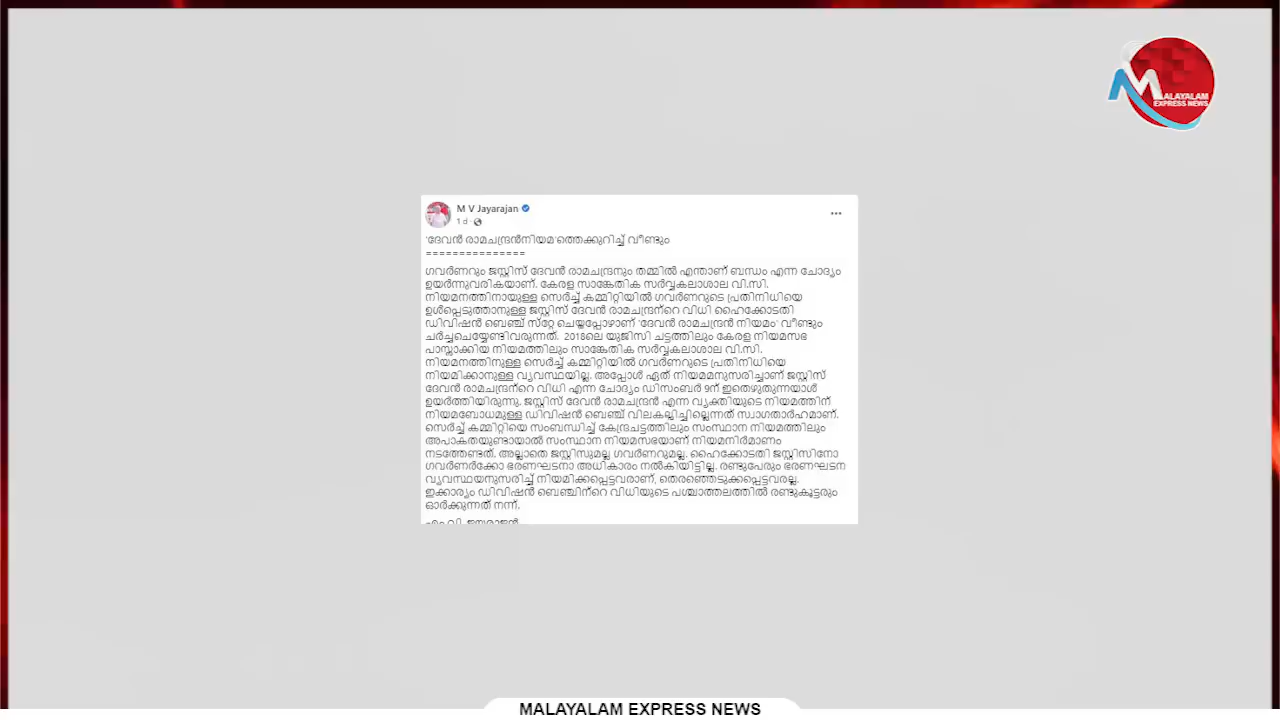 MALAYALAM
EXPRESS NEWS
M V Jayarajan
1 d
'ദേവൻ രാമചന്ദ്രൻനിയമ'ത്തെക്കുറിച്ച് വീണ്ടും
===============
ഗവർണറും ജസ്റ്റിസ് ദേവൻ രാമചന്ദ്രനും തമ്മിൽ എന്താണ് ബന്ധം എന്ന ചോദ്യം
ഉയർന്നുവരികയാണ്. കേരള സാങ്കേതിക സർവ്വകലാശാല വി.സി.
നിയമനത്തിനായുള്ള സെർച്ച് കമ്മിറ്റിയിൽ ഗവർണറുടെ പ്രതിനിധിയെ
ഉൾപ്പെടുത്താനുള്ള ജസ്റ്റിസ് ദേവൻ രാമചന്ദ്രന്റെ വിധി ഹൈക്കോടതി
ഡിവിഷൻ ബെഞ്ച് സ്റ്റേ ചെയ്തപ്പോഴാണ് 'ദേവൻ രാമചന്ദ്രൻ നിയമം' വീണ്ടും
ചർച്ചചെയ്യേണ്ടിവരുന്നത്. 2018ലെ യുജിസി ചട്ടത്തിലും കേരള നിയമസഭ
പാസ്സാക്കിയ നിയമത്തിലും സാങ്കേതിക സർവ്വകലാശാല വി.സി.
നിയമനത്തിനുള്ള സെർച്ച് കമ്മിറ്റിയിൽ ഗവർണറുടെ പ്രതിനിധിയെ
നിയമിക്കാനുള്ള വ്യവസ്ഥയില്ല. അപ്പോൾ ഏത് നിയമമനുസരിച്ചാണ് ജസ്റ്റിസ്
ദേവൻ രാമചന്ദ്രന്റെ വിധി എന്ന ചോദ്യം ഡിസംബർ 9ന് ഇതെഴുതുന്നയാൾ
ഉയർത്തിയിരുന്നു. ജസ്റ്റിസ് ദേവൻ രാമചന്ദ്രൻ എന്ന വ്യക്തിയുടെ നിയമത്തിന്
നിയമബോധമുള്ള ഡിവിഷൻ ബെഞ്ച് വിലകല്പിച്ചില്ലെന്നത് സ്വാഗതാർഹമാണ്.
സെർച്ച് കമ്മിറ്റിയെ സംബന്ധിച്ച് കേന്ദ്രചട്ടത്തിലും സംസ്ഥാന നിയമത്തിലും
അപാകതയുണ്ടായാൽ സംസ്ഥാന നിയമസഭയാണ് നിയമനിർമാണം
നടത്തേണ്ടത്. അല്ലാതെ ജസ്റ്റിസുമല്ല ഗവർണറുമല്ല. ഹൈക്കോടതി ജസ്റ്റിസിനോ
ഗവർണർക്കോ ഭരണഘടനാ അധികാരം നൽകിയിട്ടില്ല. രണ്ടുപേരും ഭരണഘടന
വ്യവസ്ഥയനുസരിച്ച് നിയമിക്കപ്പെട്ടവരാണ്, തെരഞ്ഞെടുക്കപ്പെട്ടവരല്ല.
ഇക്കാര്യം ഡിവിഷൻ ബെഞ്ചിന്റെ വിധിയുടെ പശ്ചാത്തലത്തിൽ രണ്ടുകൂട്ടരും
ഓർക്കുന്നത് നന്ന്.
എം.വി. ജയരാജൻ
MALAYALAM EXPRESS NEWS